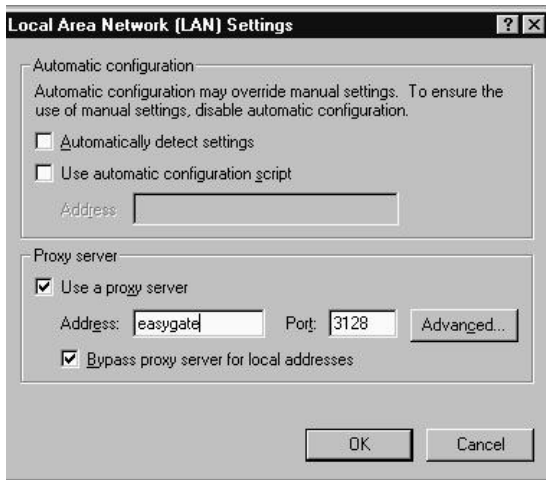 Local Area Network (LAN) Settings ? X
Automatic configuration
Automatic configuration may override manual settings. To ensure the
use of manual settings, disable automatic configuration.
Automatically detect settings
Use automatic configuration script
Address
Proxy server
Use a proxy server
Address: easygate Port: 3128 Advanced...
Bypass proxy server for local addresses
OK Cancel